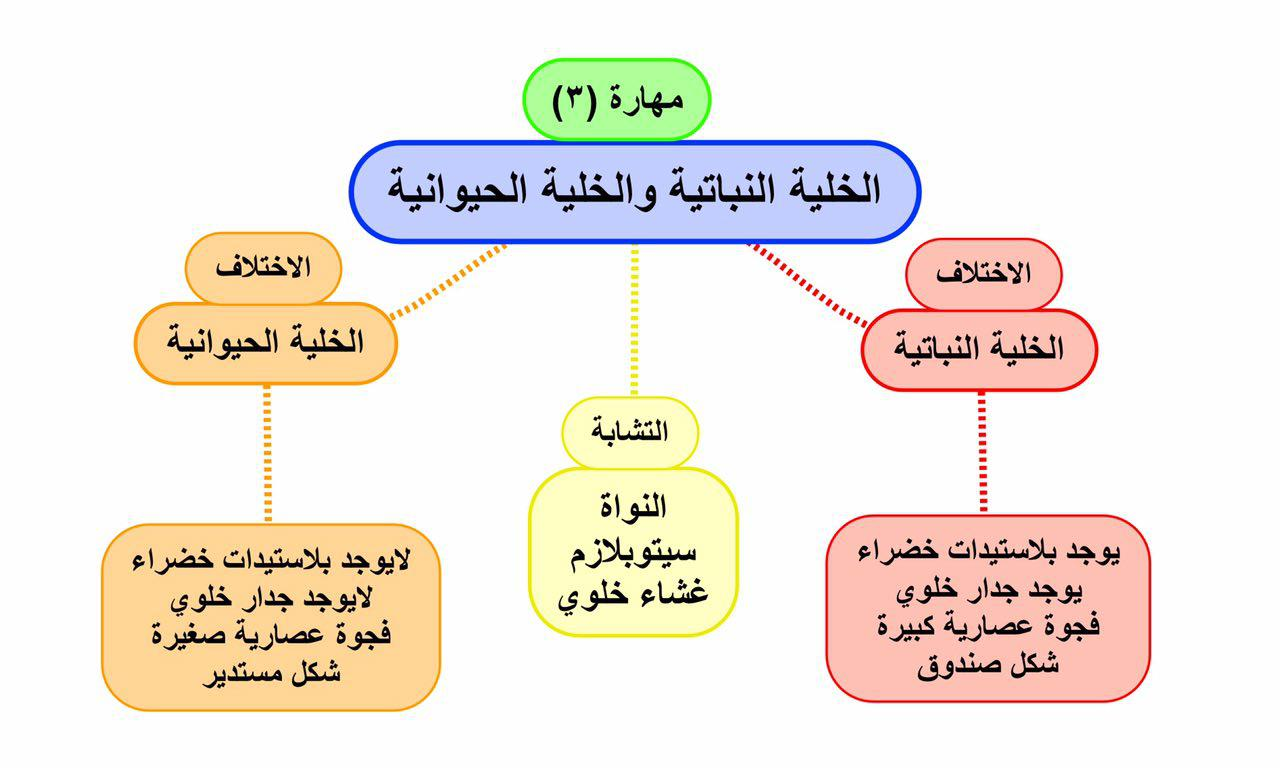 مهارة (٣)
الخلية النباتية والخلية الحيوانية
الاختلاف
الخلية النباتية
يوجد بلاستيدات خضراء
يوجد جدار خلوي
فجوة عصارية كبيرة
شكل صندوق
التشابة
النواة
سيتوبلازم
غشاء خلوي
الاختلاف
الخلية الحيوانية
لايوجد بلاستيدات خضراء
لايوجد جدار خلوي
فجوة عصارية صغيرة
شكل مستدير